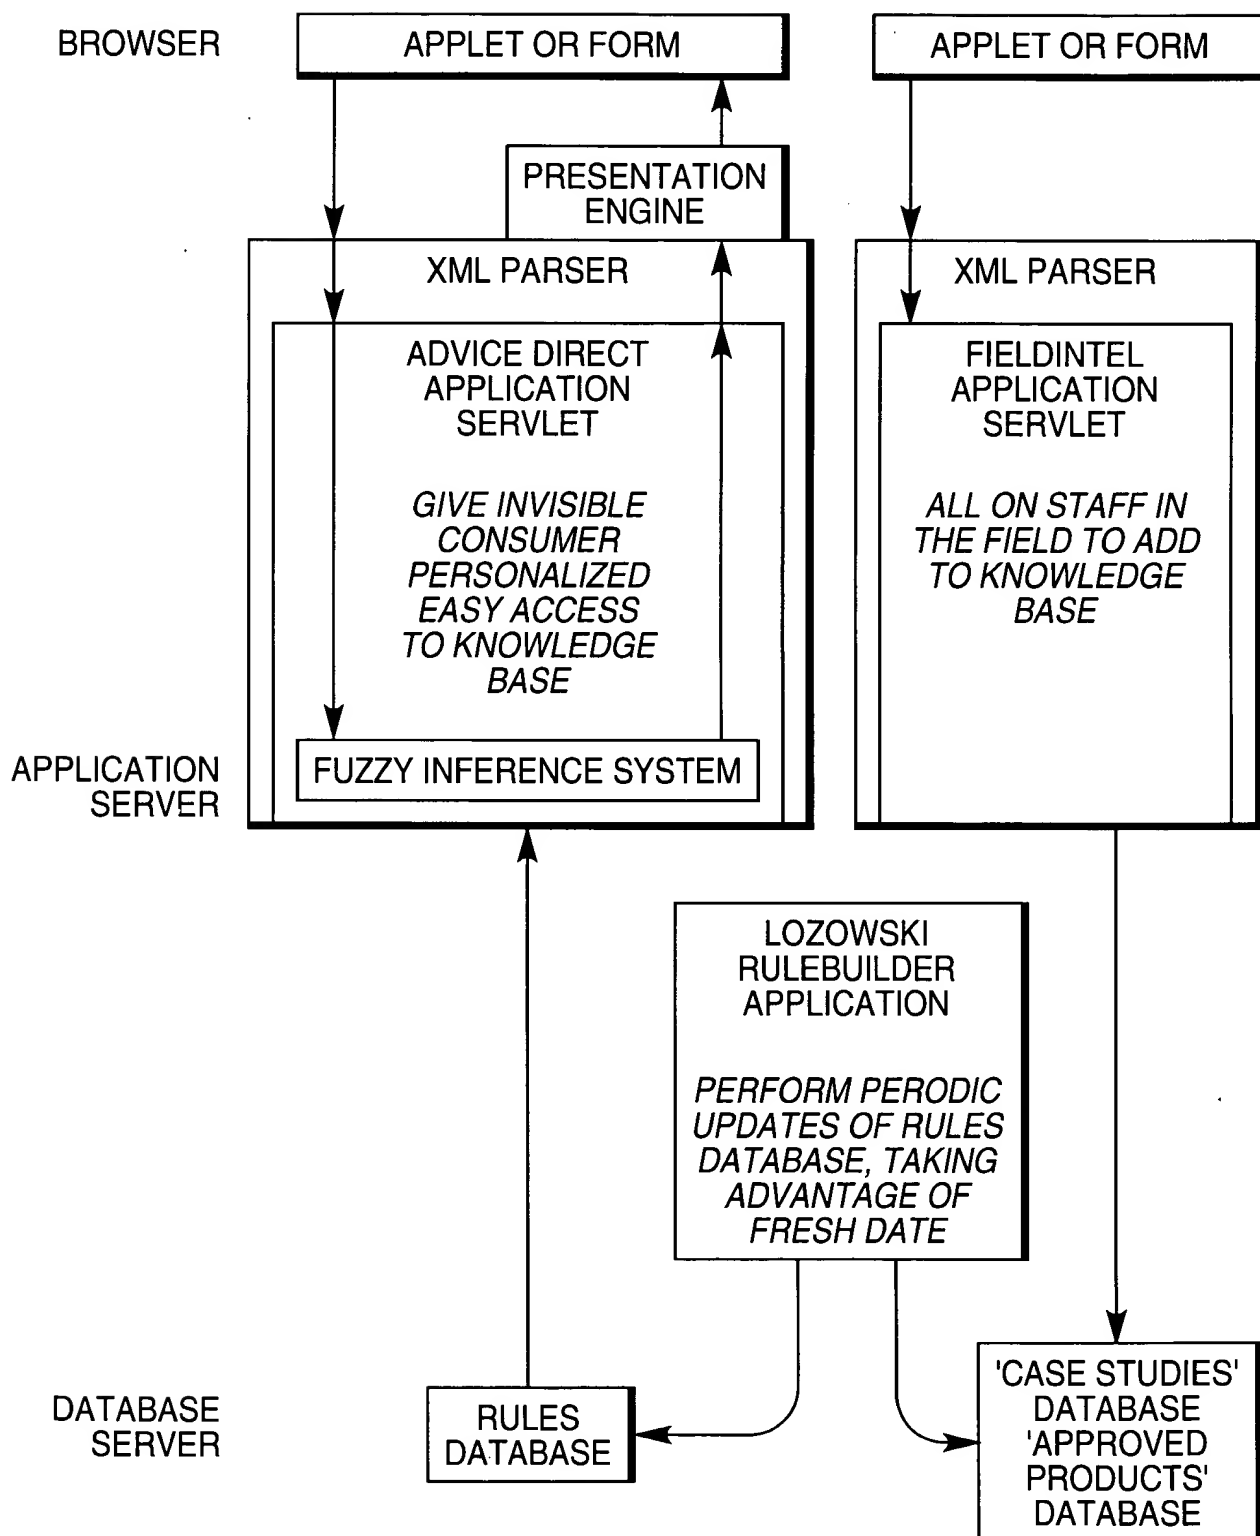 BROWSER
APPLET OR FORM
APPLET OR FORM
PRESENTATION
ENGINE
XML PARSER
XML PARSER
ADVICE DIRECT
APPLICATION
SERVLET
GIVE INVISIBLE
CONSUMER
PERSONALIZED
EASY ACCESS
TO KNOWLEDGE
BASE
FIELDINTEL
APPLICATION
SERVLET
ALL ON STAFF IN
THE FIELD TO ADD
TO KNOWLEDGE
BASE
APPLICATION
SERVER
FUZZY INFERENCE SYSTEM
LOZOWSKI
RULEBUILDER
APPLICATION
PERFORM PERODIC
UPDATES OF RULES
DATABASE, TAKING
ADVANTAGE OF
FRESH DATE
DATABASE
SERVER
RULES
DATABASE
'CASE STUDIES'
DATABASE
'APPROVED
PRODUCTS'
DATABASE